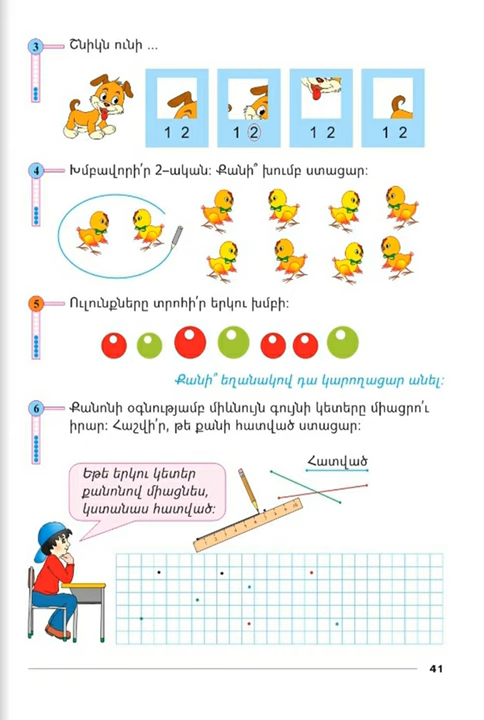 3 Շնիկն ունի ...
1 2 1 2 1 2 1 2
4 Խմբավորի՛ր 2–ական: Քանի՞ խումբ ստացար:
5 Ուլունքները տրոհի՛ր երկու խմբի:
Քանի՞ եղանակով դա կարողացար անել:
6 Քանոնի օգնությամբ միևնույն գույնի կետերը միացրո՛ւ
իրար: Հաշվի՛ր, թե քանի հատված ստացար:
Հատված
Եթե երկու կետեր
քանոնով միացնես,
կստանաս հատված:
41